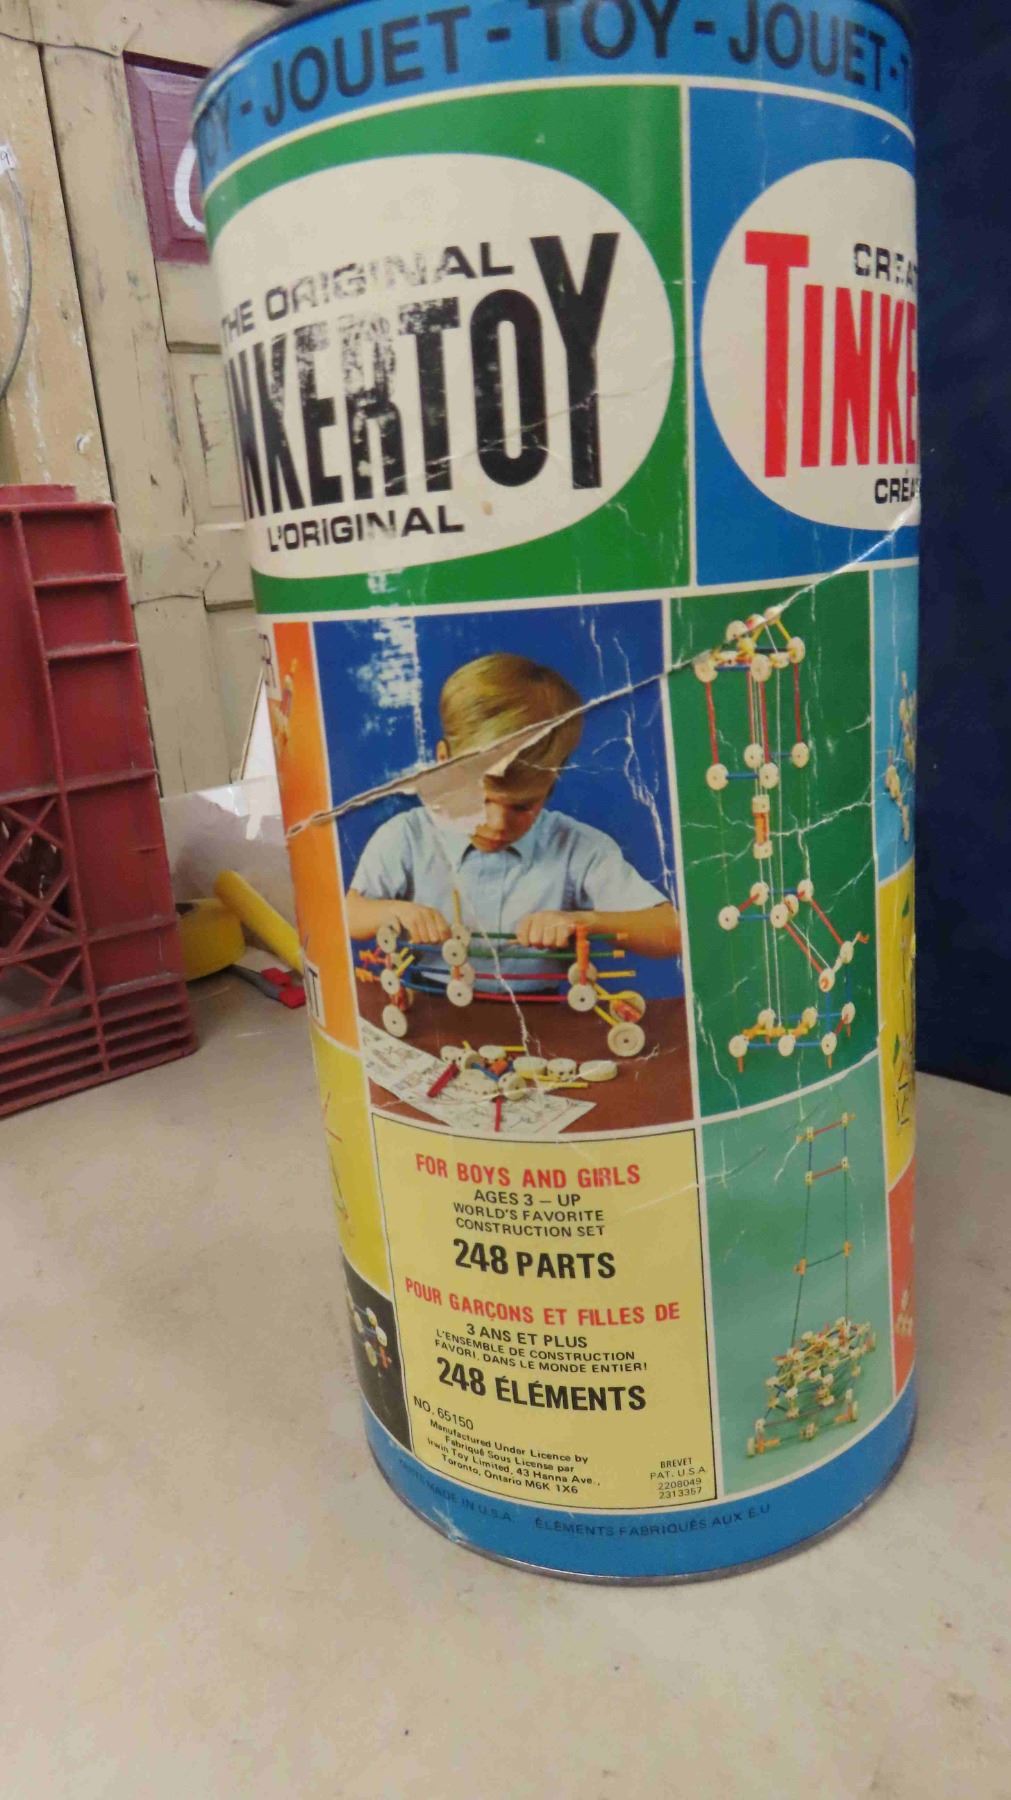 - JOUET - TOY - JOUET -
THE ORIGINAL
INKERTOY
L'ORIGINAL
TINKE
FOR BOYS AND GIRLS
AGES 3 – UP
WORLD'S FAVORITE
CONSTRUCTION SET
248 PARTS
POUR GARÇONS ET FILLES DE
3 ANS ET PLUS
L'ENSEMBLE DE CONSTRUCTION
FAVORI. DANS LE MONDE ENTIER!
248 ÉLÉMENTS
NO. 65150
Manufactured Under Licence by
Fabriqué Sous License par
Irwin Toy Limited, 43 Hanna Ave.,
Toronto, Ontario M6K 1X6
BREVET
PAT. U.S.A
2208049
2313357
PARTS MADE IN U.S.A. ÉLÉMENTS FABRIQUÉS AUX É.U